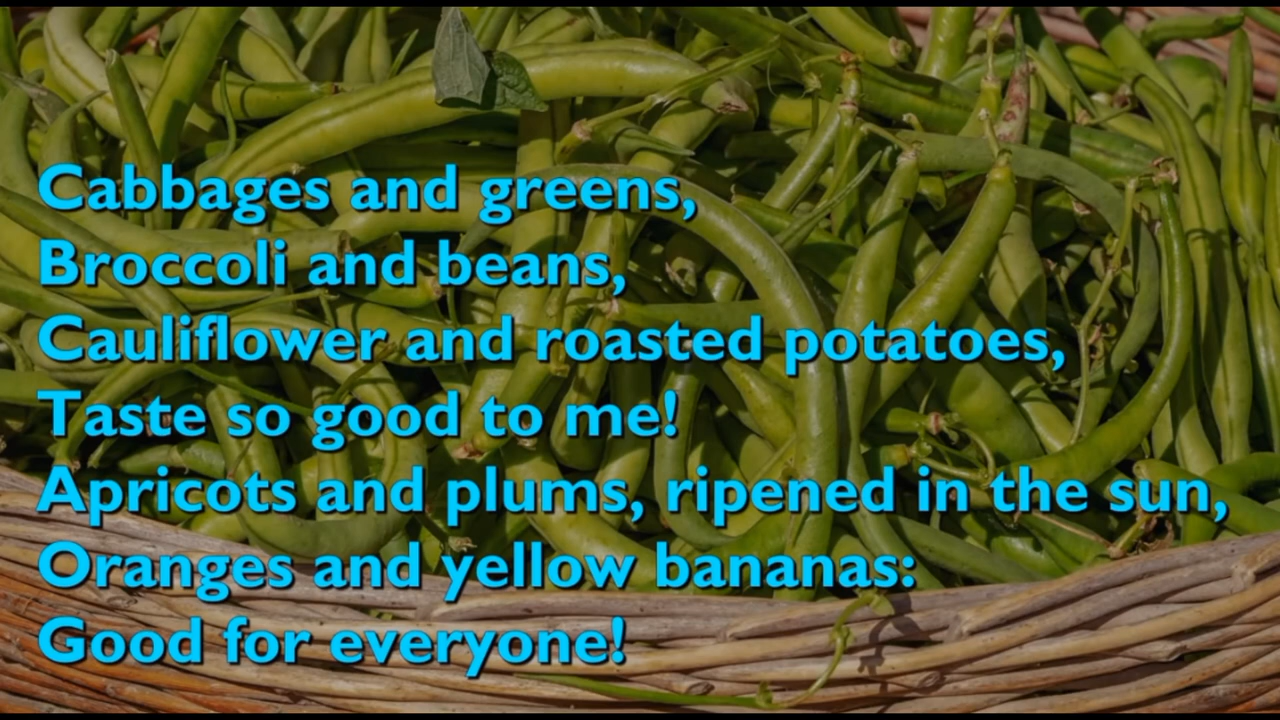 Cabbages and greens,
Broccoli and beans,
Cauliflower and roasted potatoes,
Taste so good to me!
Apricots and plums, ripened in the sun,
Oranges and yellow bananas:
Good for everyone!